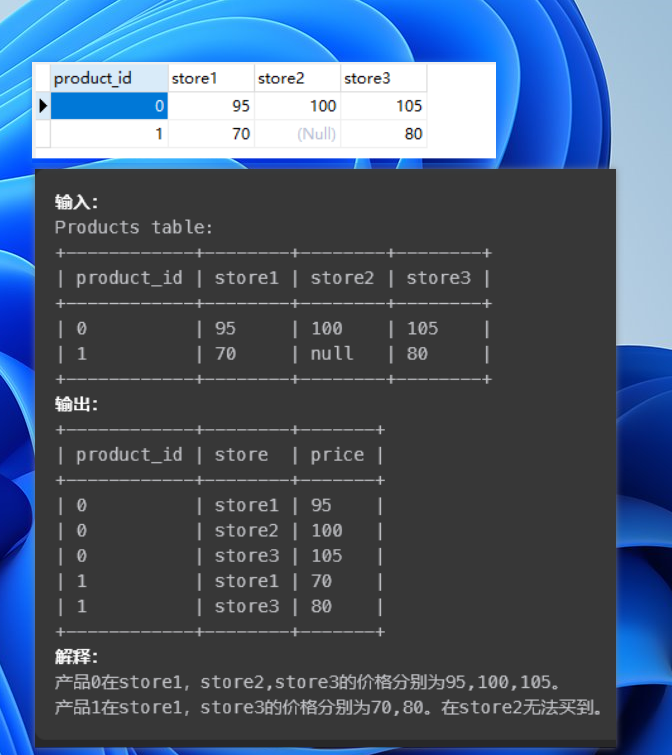 product_id store1 store2 store3
0 95 100 105
1 70 (Null) 80
输入：
Products table:
+------------+--------+--------+--------+
| product_id | store1 | store2 | store3 |
+------------+--------+--------+--------+
| 0          | 95     | 100    | 105    |
| 1          | 70     | null   | 80     |
+------------+--------+--------+--------+
输出：
+------------+--------+-------+
| product_id | store  | price |
+------------+--------+-------+
| 0          | store1 | 95    |
| 0          | store2 | 100   |
| 0          | store3 | 105   |
| 1          | store1 | 70    |
| 1          | store3 | 80    |
+------------+--------+-------+
解释：
产品0在store1，store2,store3的价格分别为95,100,105。
产品1在store1，store3的价格分别为70,80。在store2无法买到。